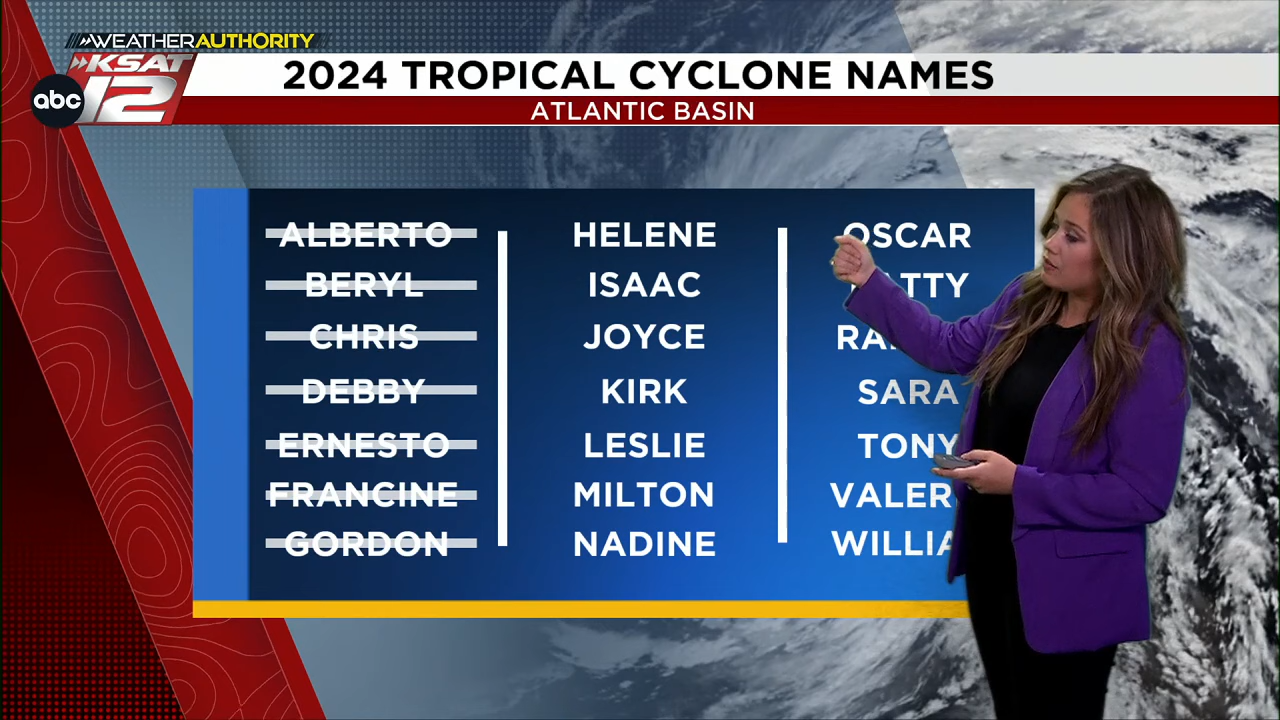 WEATHERAUTHORITY
KSAT
abc 12
2024 TROPICAL CYCLONE NAMES
ATLANTIC BASIN
ALBERTO
BERYL
CHRIS
DEBBY
ERNESTO
FRANCINE
GORDON
HELENE
ISAAC
JOYCE
KIRK
LESLIE
MILTON
NADINE
OSCAR
SARA
TONY